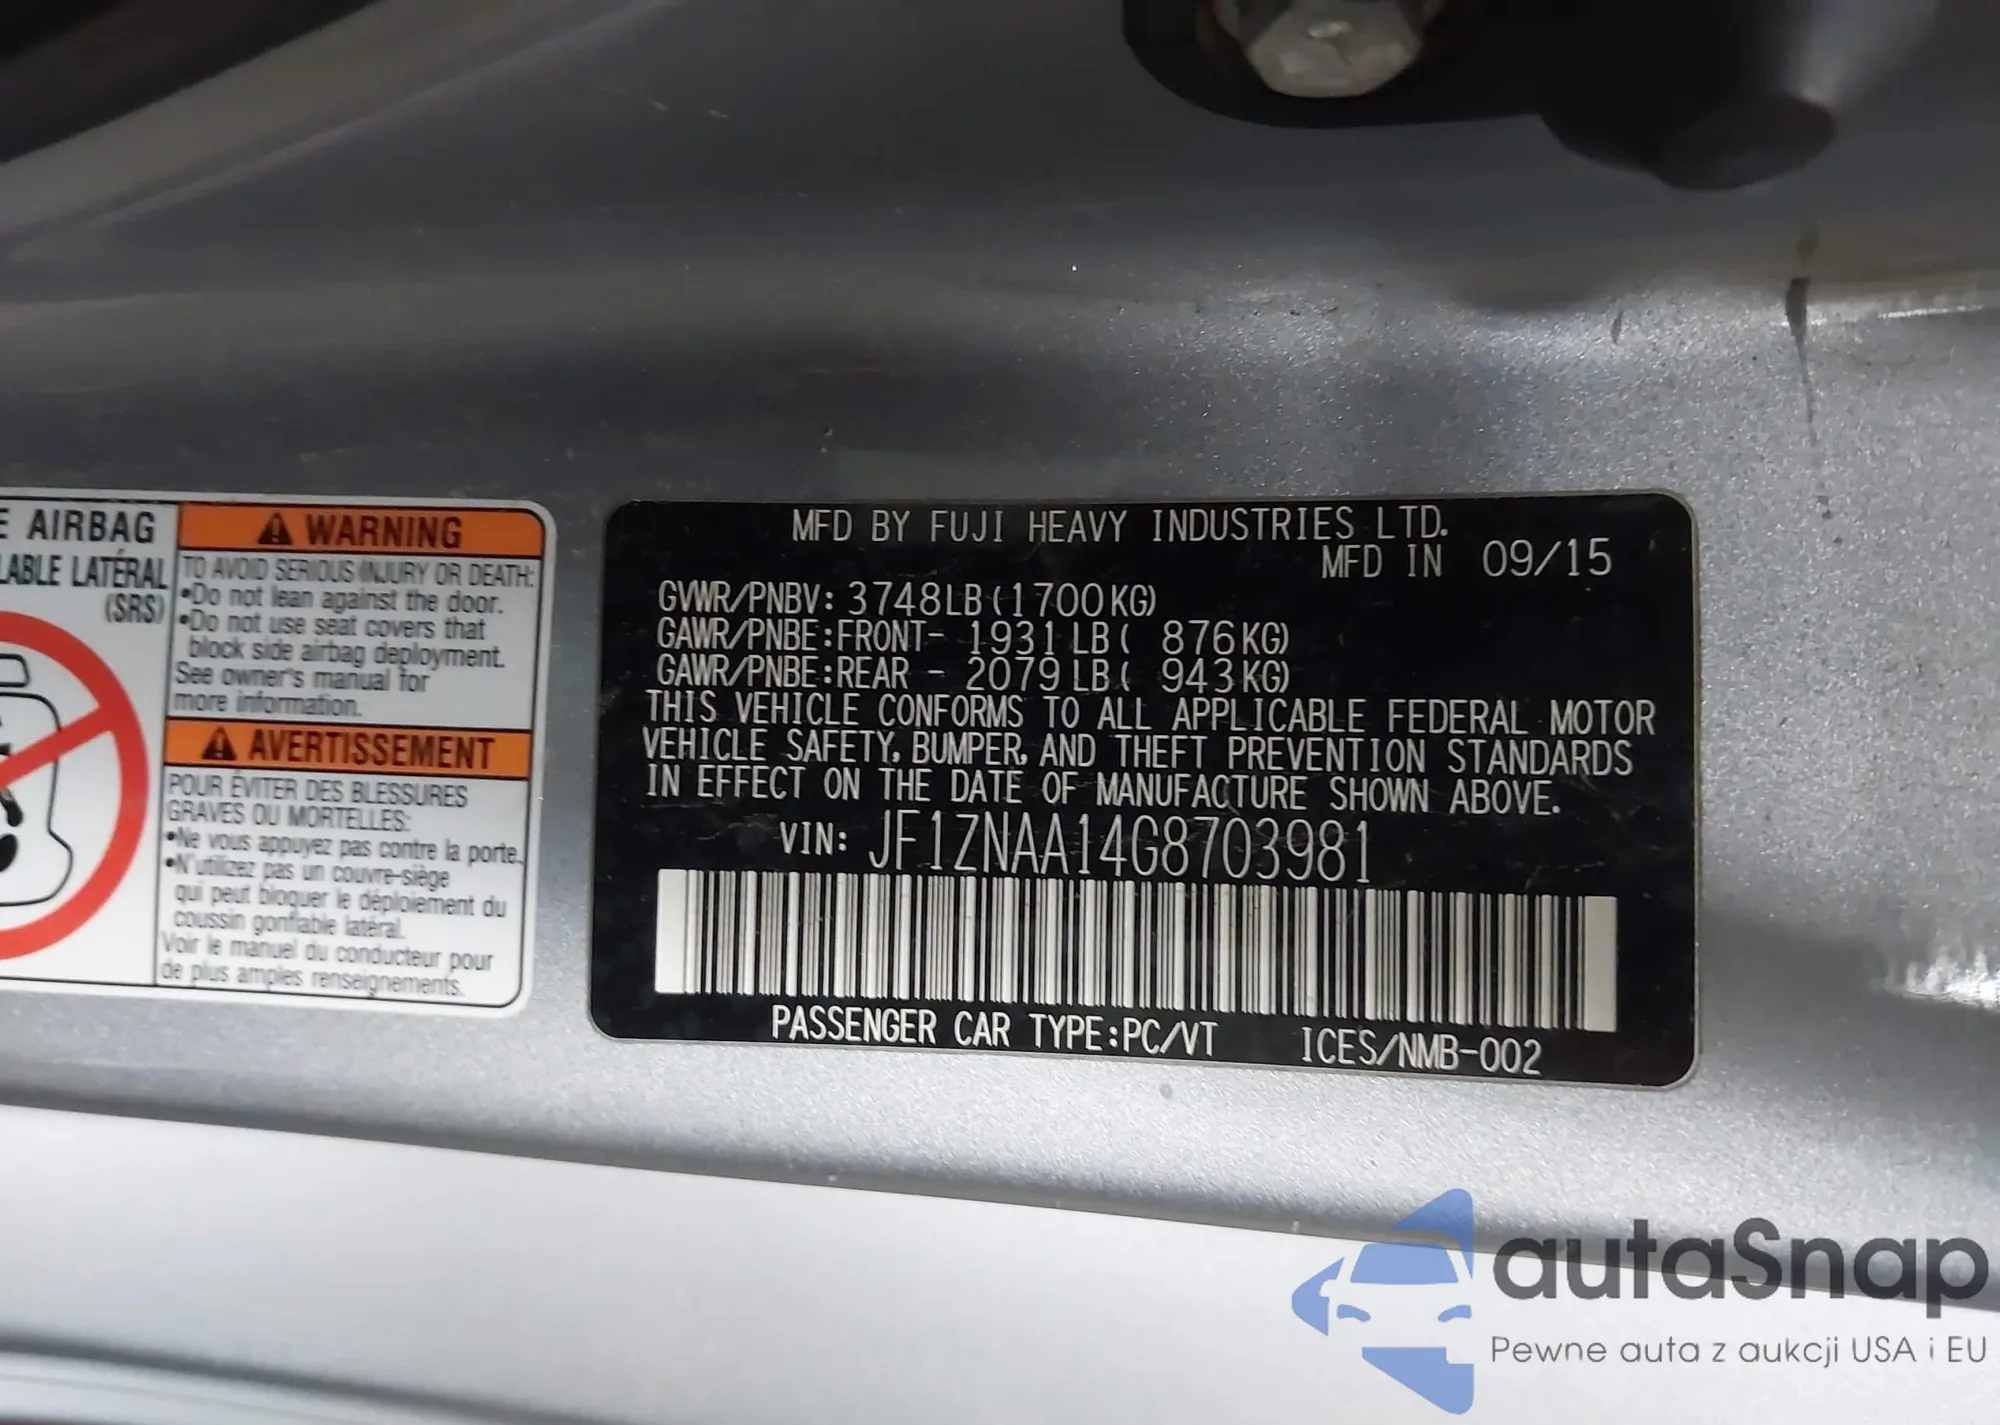 E AIRBAG
LABLE LATÉRAL
(SRS)
WARNING
TO AVOID SERIOUS INJURY OR DEATH:
•Do not lean against the door.
•Do not use seat covers that
block side airbag deployment.
See owner's manual for
more information.
AVERTISSEMENT
POUR ÉVITER DES BLESSURES
GRAVES OU MORTELLES:
•Ne vous appuyez pas contre la porte.
•N'utilizez pas un couvre-siège
qui peut bloquer le déploiement du
coussin gonflable latéral.
Voir le manuel du conducteur pour
de plus amples renseignements.
MFD BY FUJI HEAVY INDUSTRIES LTD.
MFD IN 09/15
GVWR/PNBV: 3748LB(1700KG)
GAWR/PNBE:FRONT- 1931LB( 876KG)
GAWR/PNBE:REAR - 2079LB( 943KG)
THIS VEHICLE CONFORMS TO ALL APPLICABLE FEDERAL MOTOR
VEHICLE SAFETY, BUMPER, AND THEFT PREVENTION STANDARDS
IN EFFECT ON THE DATE OF MANUFACTURE SHOWN ABOVE.
VIN: JF1ZNAA14G8703981
PASSENGER CAR TYPE:PC/VT ICES/NMB-002
autaSnap
Pewne auta z aukcji USA i EU